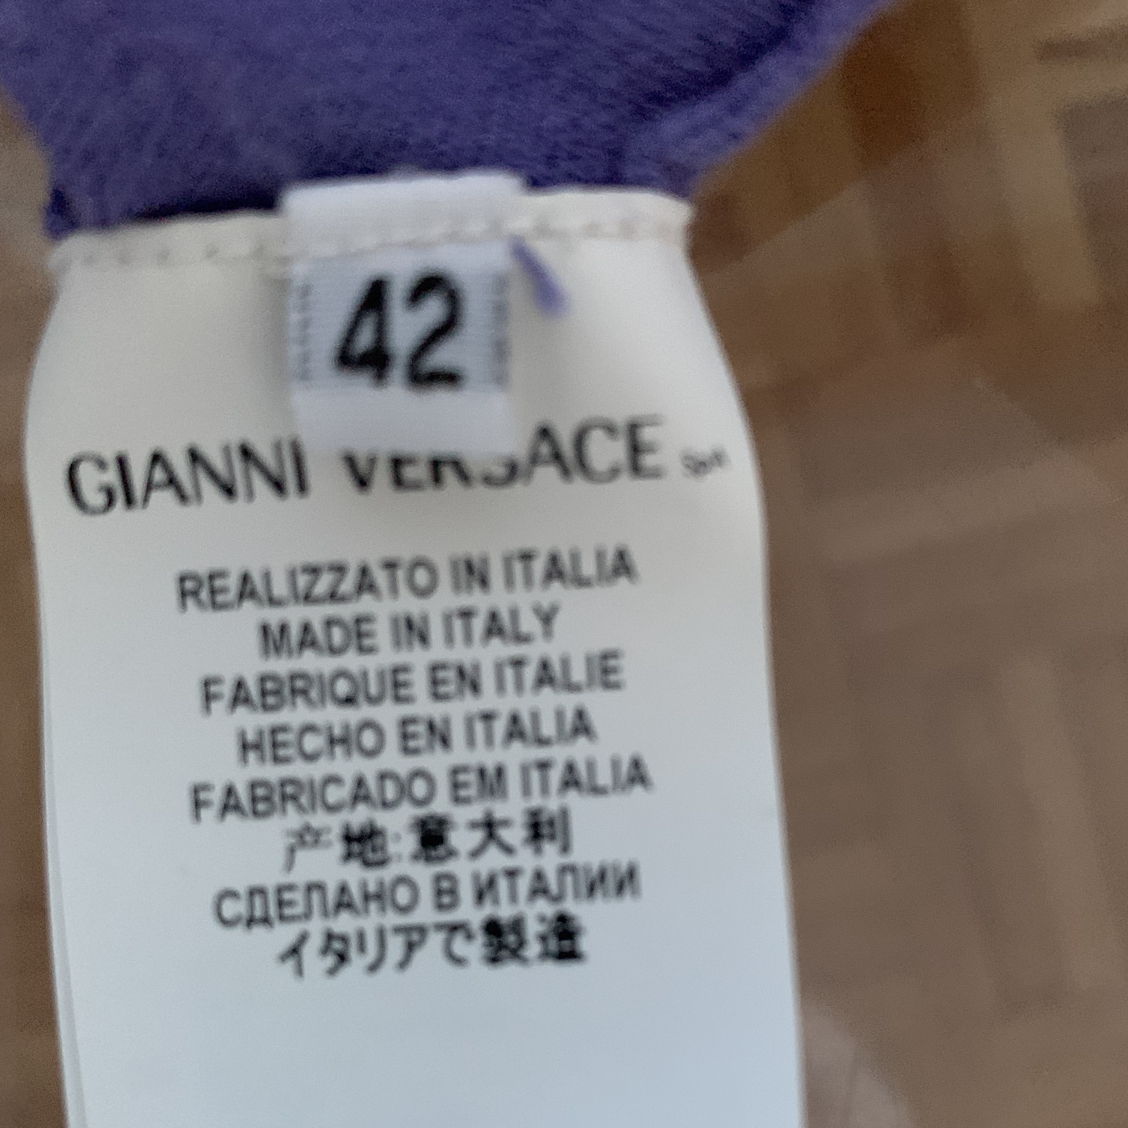 42
GIANNI VERSACE SpA
REALIZZATO IN ITALIA
MADE IN ITALY
FABRIQUE EN ITALIE
HECHO EN ITALIA
FABRICADO EM ITALIA
产地:意大利
СДЕЛАНО В ИТАЛИИ
イタリアで製造